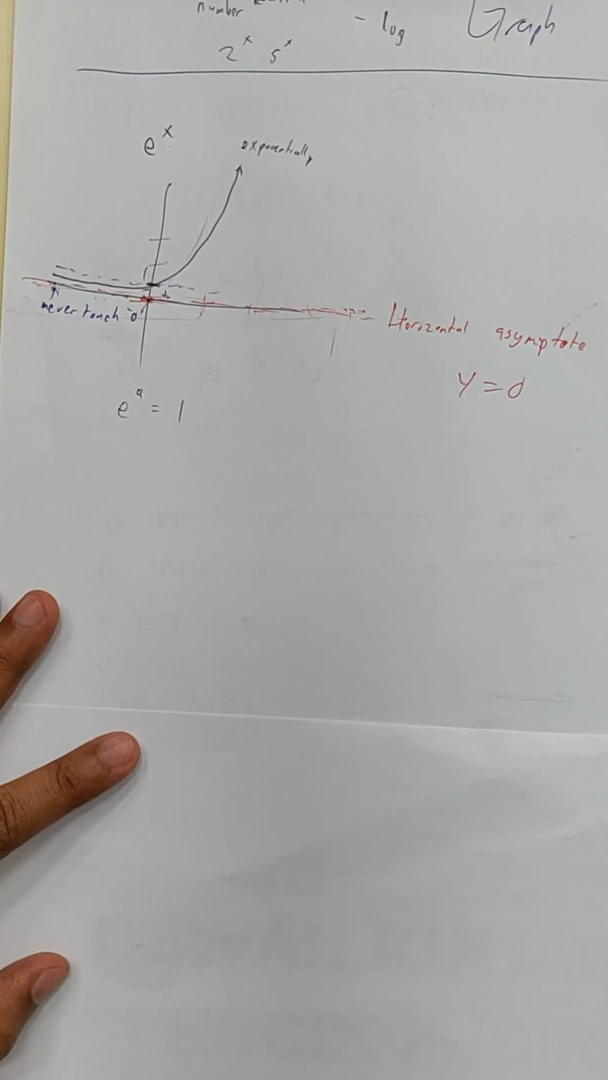 number
- log
Graph
2^x 5^x
e^x
exponentially
never touch "0"
Horizontal asymptote
y = 0
e^0 = 1